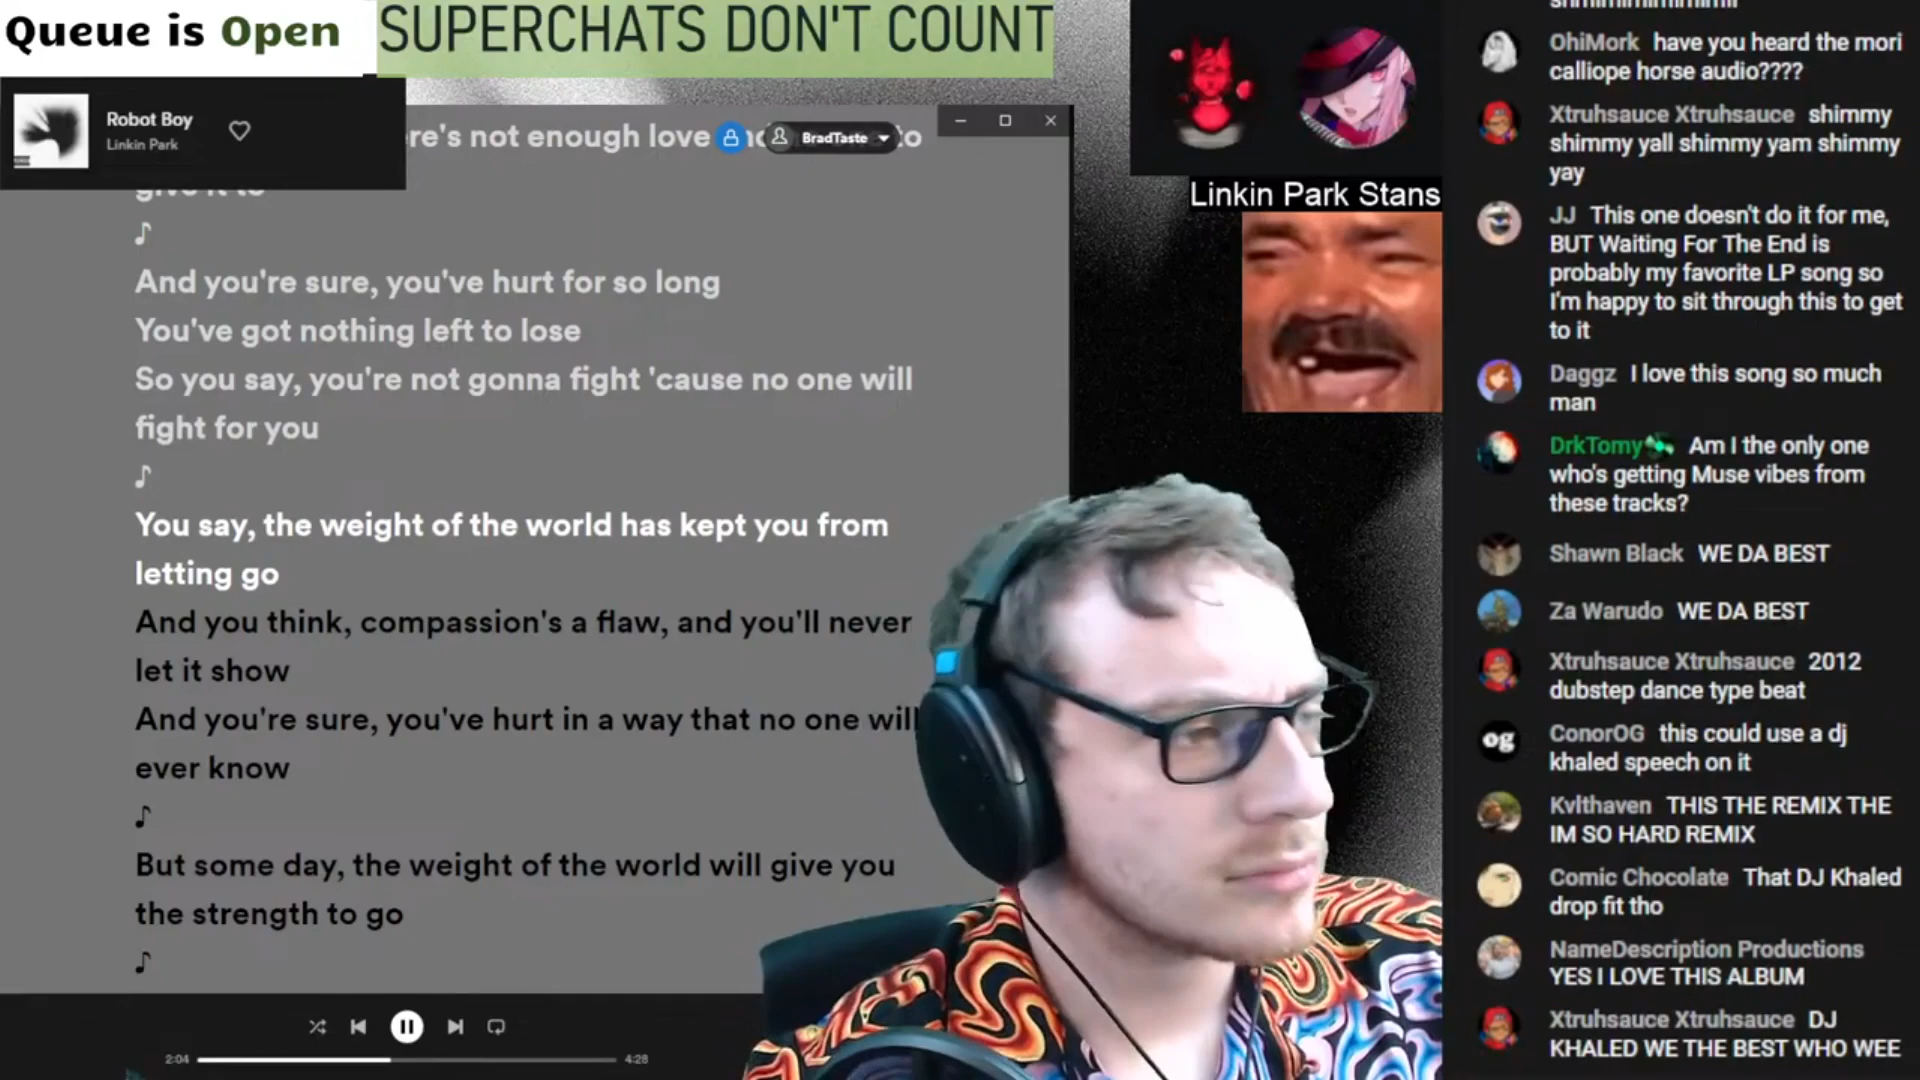 Queue is Open
SUPERCHATS DON'T COUNT
Robot Boy
Linkin Park
BradTaste
ere's not enough love
to
give it to
♪
And you're sure, you've hurt for so long
You've got nothing left to lose
So you say, you're not gonna fight 'cause no one will
fight for you
♪
You say, the weight of the world has kept you from
letting go
And you think, compassion's a flaw, and you'll never
let it show
And you're sure, you've hurt in a way that no one will
ever know
♪
But some day, the weight of the world will give you
the strength to go
♪
2:04
4:28
Linkin Park Stans
OhiMork have you heard the mori
calliope horse audio????
Xtruhsauce Xtruhsauce shimmy
shimmy yall shimmy yam shimmy
yay
JJ This one doesn't do it for me,
BUT Waiting For The End is
probably my favorite LP song so
I'm happy to sit through this to get
to it
Daggz I love this song so much
man
DrkTomy Am I the only one
who's getting Muse vibes from
these tracks?
Shawn Black WE DA BEST
Za Warudo WE DA BEST
Xtruhsauce Xtruhsauce 2012
dubstep dance type beat
og
ConorOG this could use a dj
khaled speech on it
Kvlthaven THIS THE REMIX THE
IM SO HARD REMIX
Comic Chocolate That DJ Khaled
drop fit tho
NameDescription Productions
YES I LOVE THIS ALBUM
Xtruhsauce Xtruhsauce DJ
KHALED WE THE BEST WHO WEE